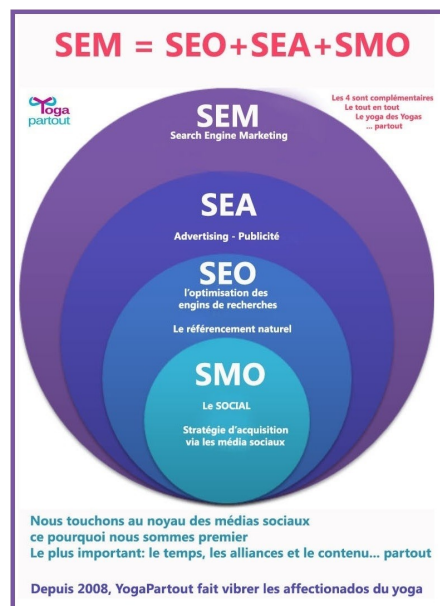 SEM = SEO+SEA+SMO
Yoga
partout
Les 4 sont complémentaires
Le tout en tout
Le yoga des Yogas
... partout
SEM
Search Engine Marketing
SEA
Advertising - Publicité
SEO
l'optimisation des
engins de recherches
Le référencement naturel
SMO
Le SOCIAL
Stratégie d'acquisition
via les média sociaux
Nous touchons au noyau des médias sociaux
ce pourquoi nous sommes premier
Le plus important: le temps, les alliances et le contenu... partout
Depuis 2008, YogaPartout fait vibrer les affectionados du yoga